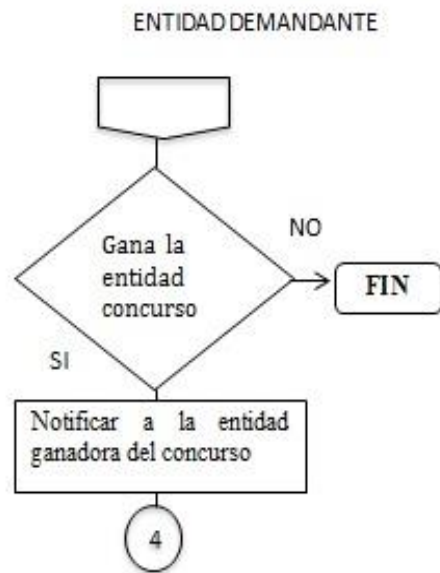 ENTIDAD DEMANDANTE
Gana la
entidad
concurso
NO
FIN
SI
Notificar a la entidad
ganadora del concurso
4